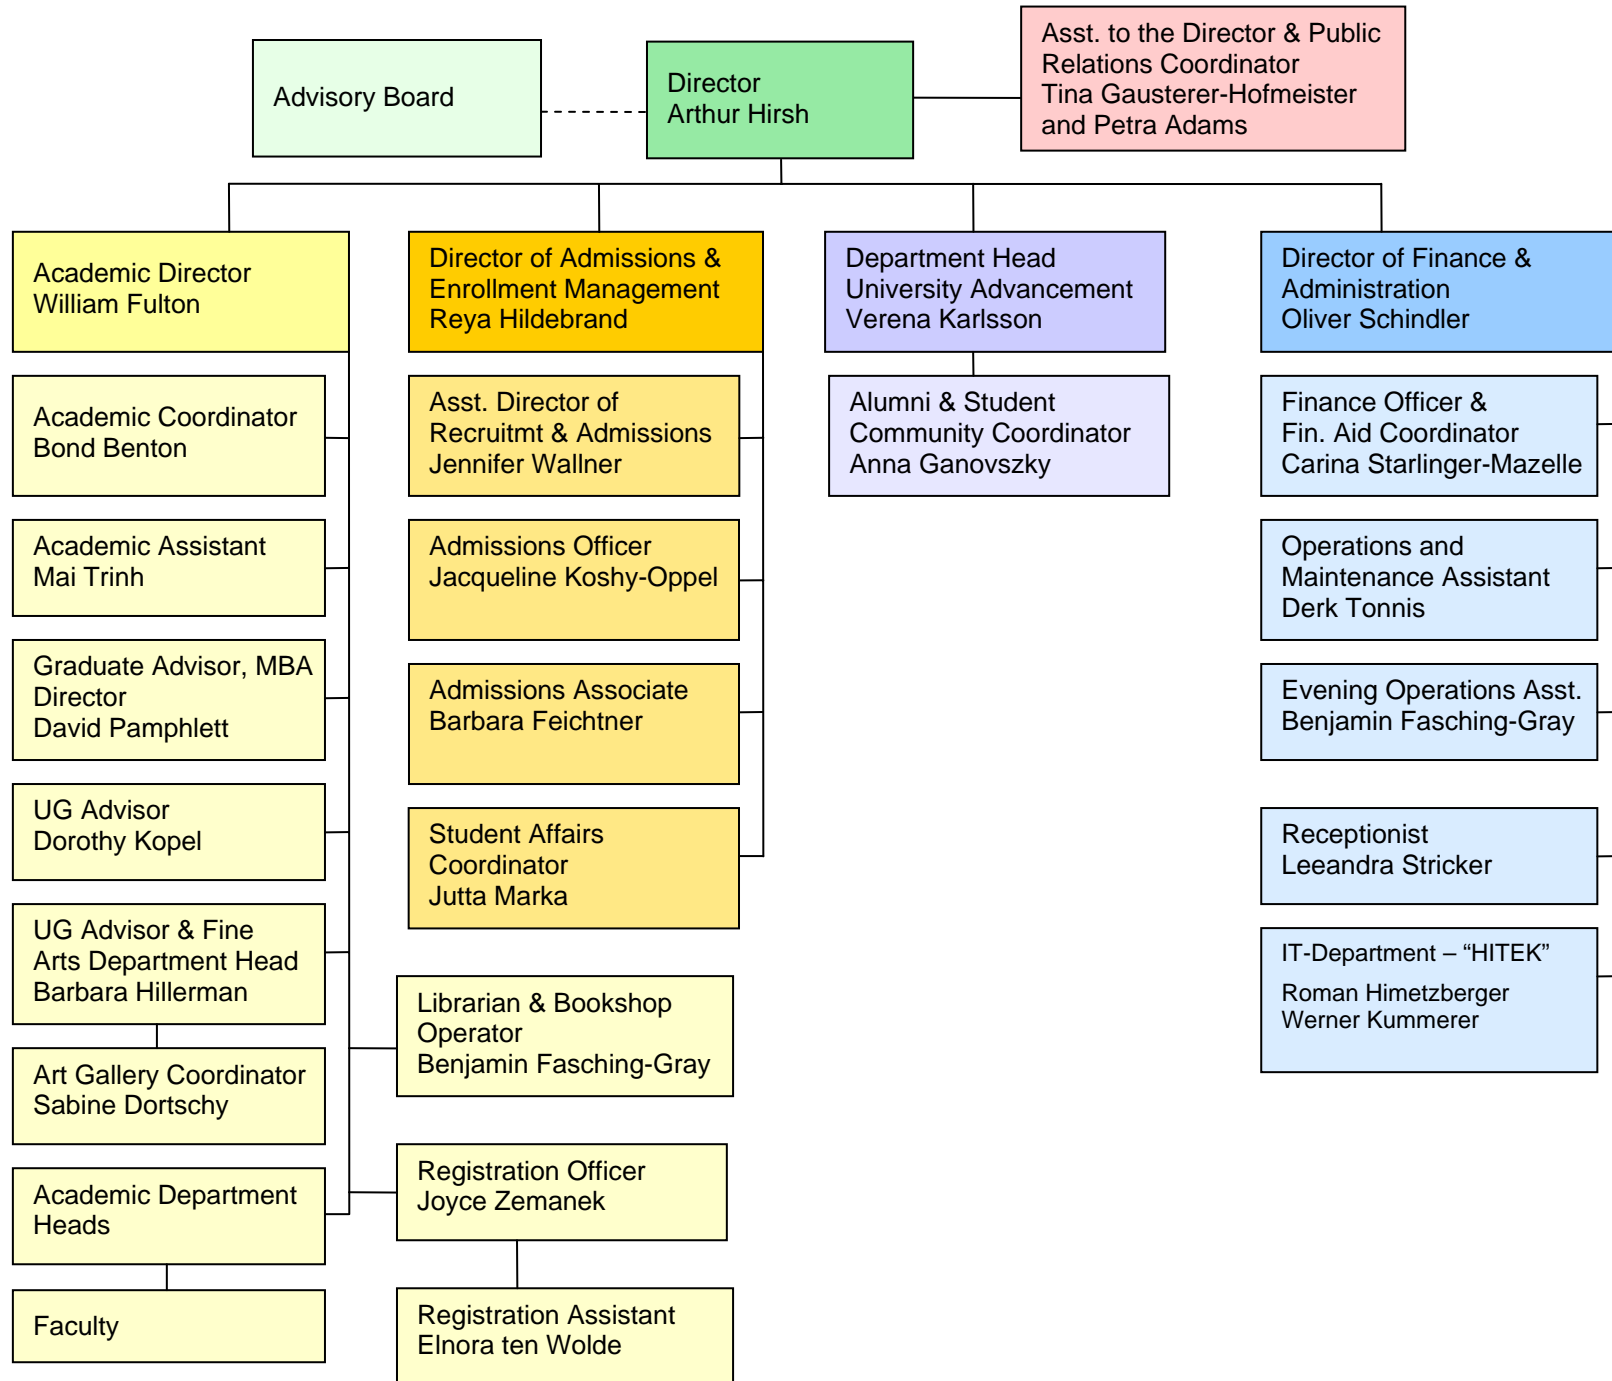 Advisory Board
Director
Arthur Hirsh
Asst. to the Director & Public
Relations Coordinator
Tina Gausterer-Hofmeister
and Petra Adams
Academic Director
William Fulton
Director of Admissions &
Enrollment Management
Reya Hildebrand
Department Head
University Advancement
Verena Karlsson
Director of Finance &
Administration
Oliver Schindler
Academic Coordinator
Bond Benton
Academic Assistant
Mai Trinh
Graduate Advisor, MBA
Director
David Pamphlett
UG Advisor
Dorothy Kopel
UG Advisor & Fine
Arts Department Head
Barbara Hillerman
Art Gallery Coordinator
Sabine Dortschy
Academic Department
Heads
Faculty
Asst. Director of
Recruitmt & Admissions
Jennifer Wallner
Admissions Officer
Jacqueline Koshy-Oppel
Admissions Associate
Barbara Feichtner
Student Affairs
Coordinator
Jutta Marka
Librarian & Bookshop
Operator
Benjamin Fasching-Gray
Registration Officer
Joyce Zemanek
Registration Assistant
Elnora ten Wolde
Alumni & Student
Community Coordinator
Anna Ganovszky
Finance Officer &
Fin. Aid Coordinator
Carina Starlinger-Mazelle
Operations and
Maintenance Assistant
Derk Tonnis
Evening Operations Asst.
Benjamin Fasching-Gray
Receptionist
Leeandra Stricker
IT-Department – “HITEK”
Roman Himetzberger
Werner Kummerer